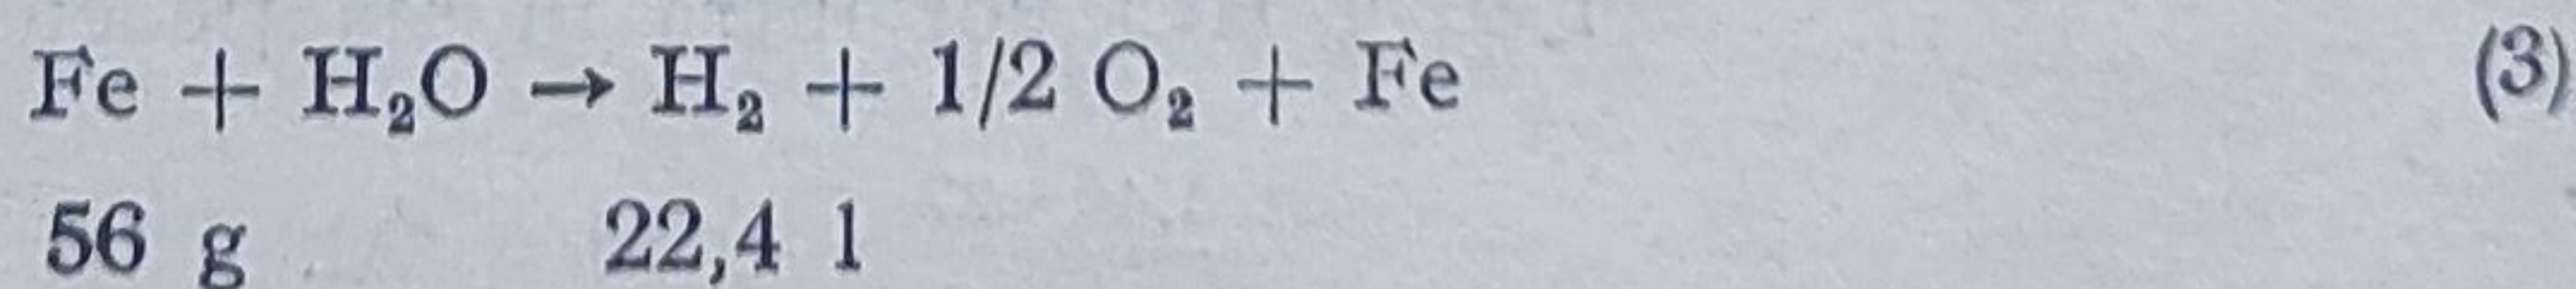 Fe + H₂O → H₂ + 1/2 O₂ + Fe (3)
56 g 22,4 l